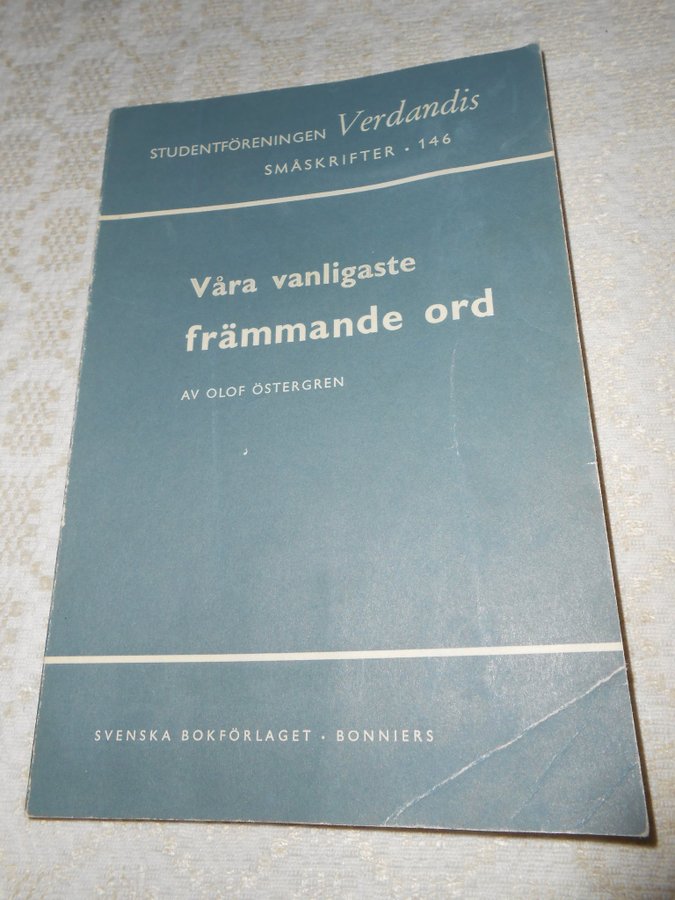 STUDENTFÖRENINGEN Verdandis
SMÅSKRIFTER · 146
Våra vanligaste
främmande ord
AV OLOF ÖSTERGREN
SVENSKA BOKFÖRLAGET · BONNIERS